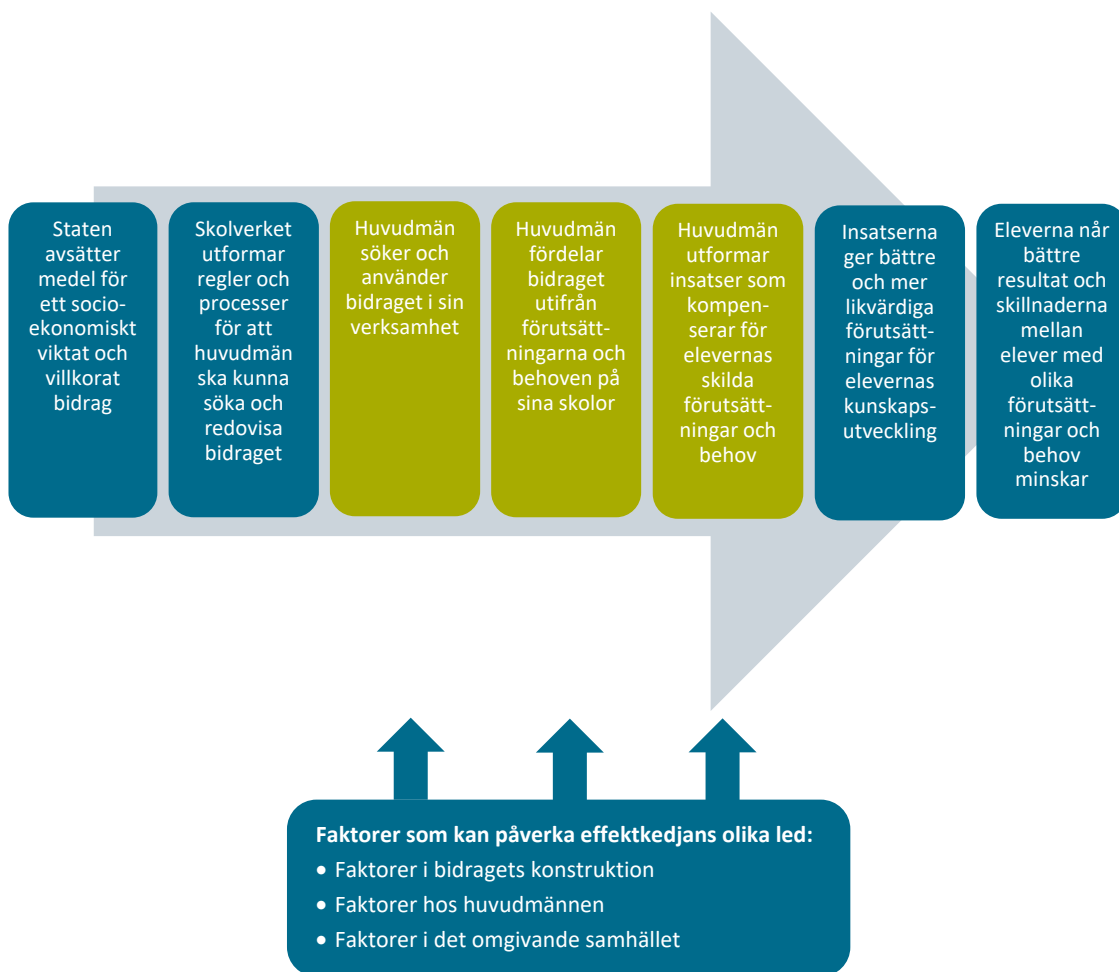 Staten
avsätter
medel för
ett socio-
ekonomiskt
viktat och
villkorat
bidrag
Skolverket
utformar
regler och
processer
för att
huvudmän
ska kunna
söka och
redovisa
bidraget
Huvudmän
söker och
använder
bidraget i sin
verksamhet
Huvudmän
fördelar
bidraget
utifrån
förutsätt-
ningarna och
behoven på
sina skolor
Huvudmän
utformar
insatser som
kompen-
serar för
elevernas
skilda
förutsätt-
ningar och
behov
Insatserna
ger bättre
och mer
likvärdiga
förutsätt-
ningar för
elevernas
kunskaps-
utveckling
Eleverna når
bättre
resultat och
skillnaderna
mellan
elever med
olika
förutsätt-
ningar och
behov
minskar
Faktorer som kan påverka effektkedjans olika led:
• Faktorer i bidragets konstruktion
• Faktorer hos huvudmännen
• Faktorer i det omgivande samhället